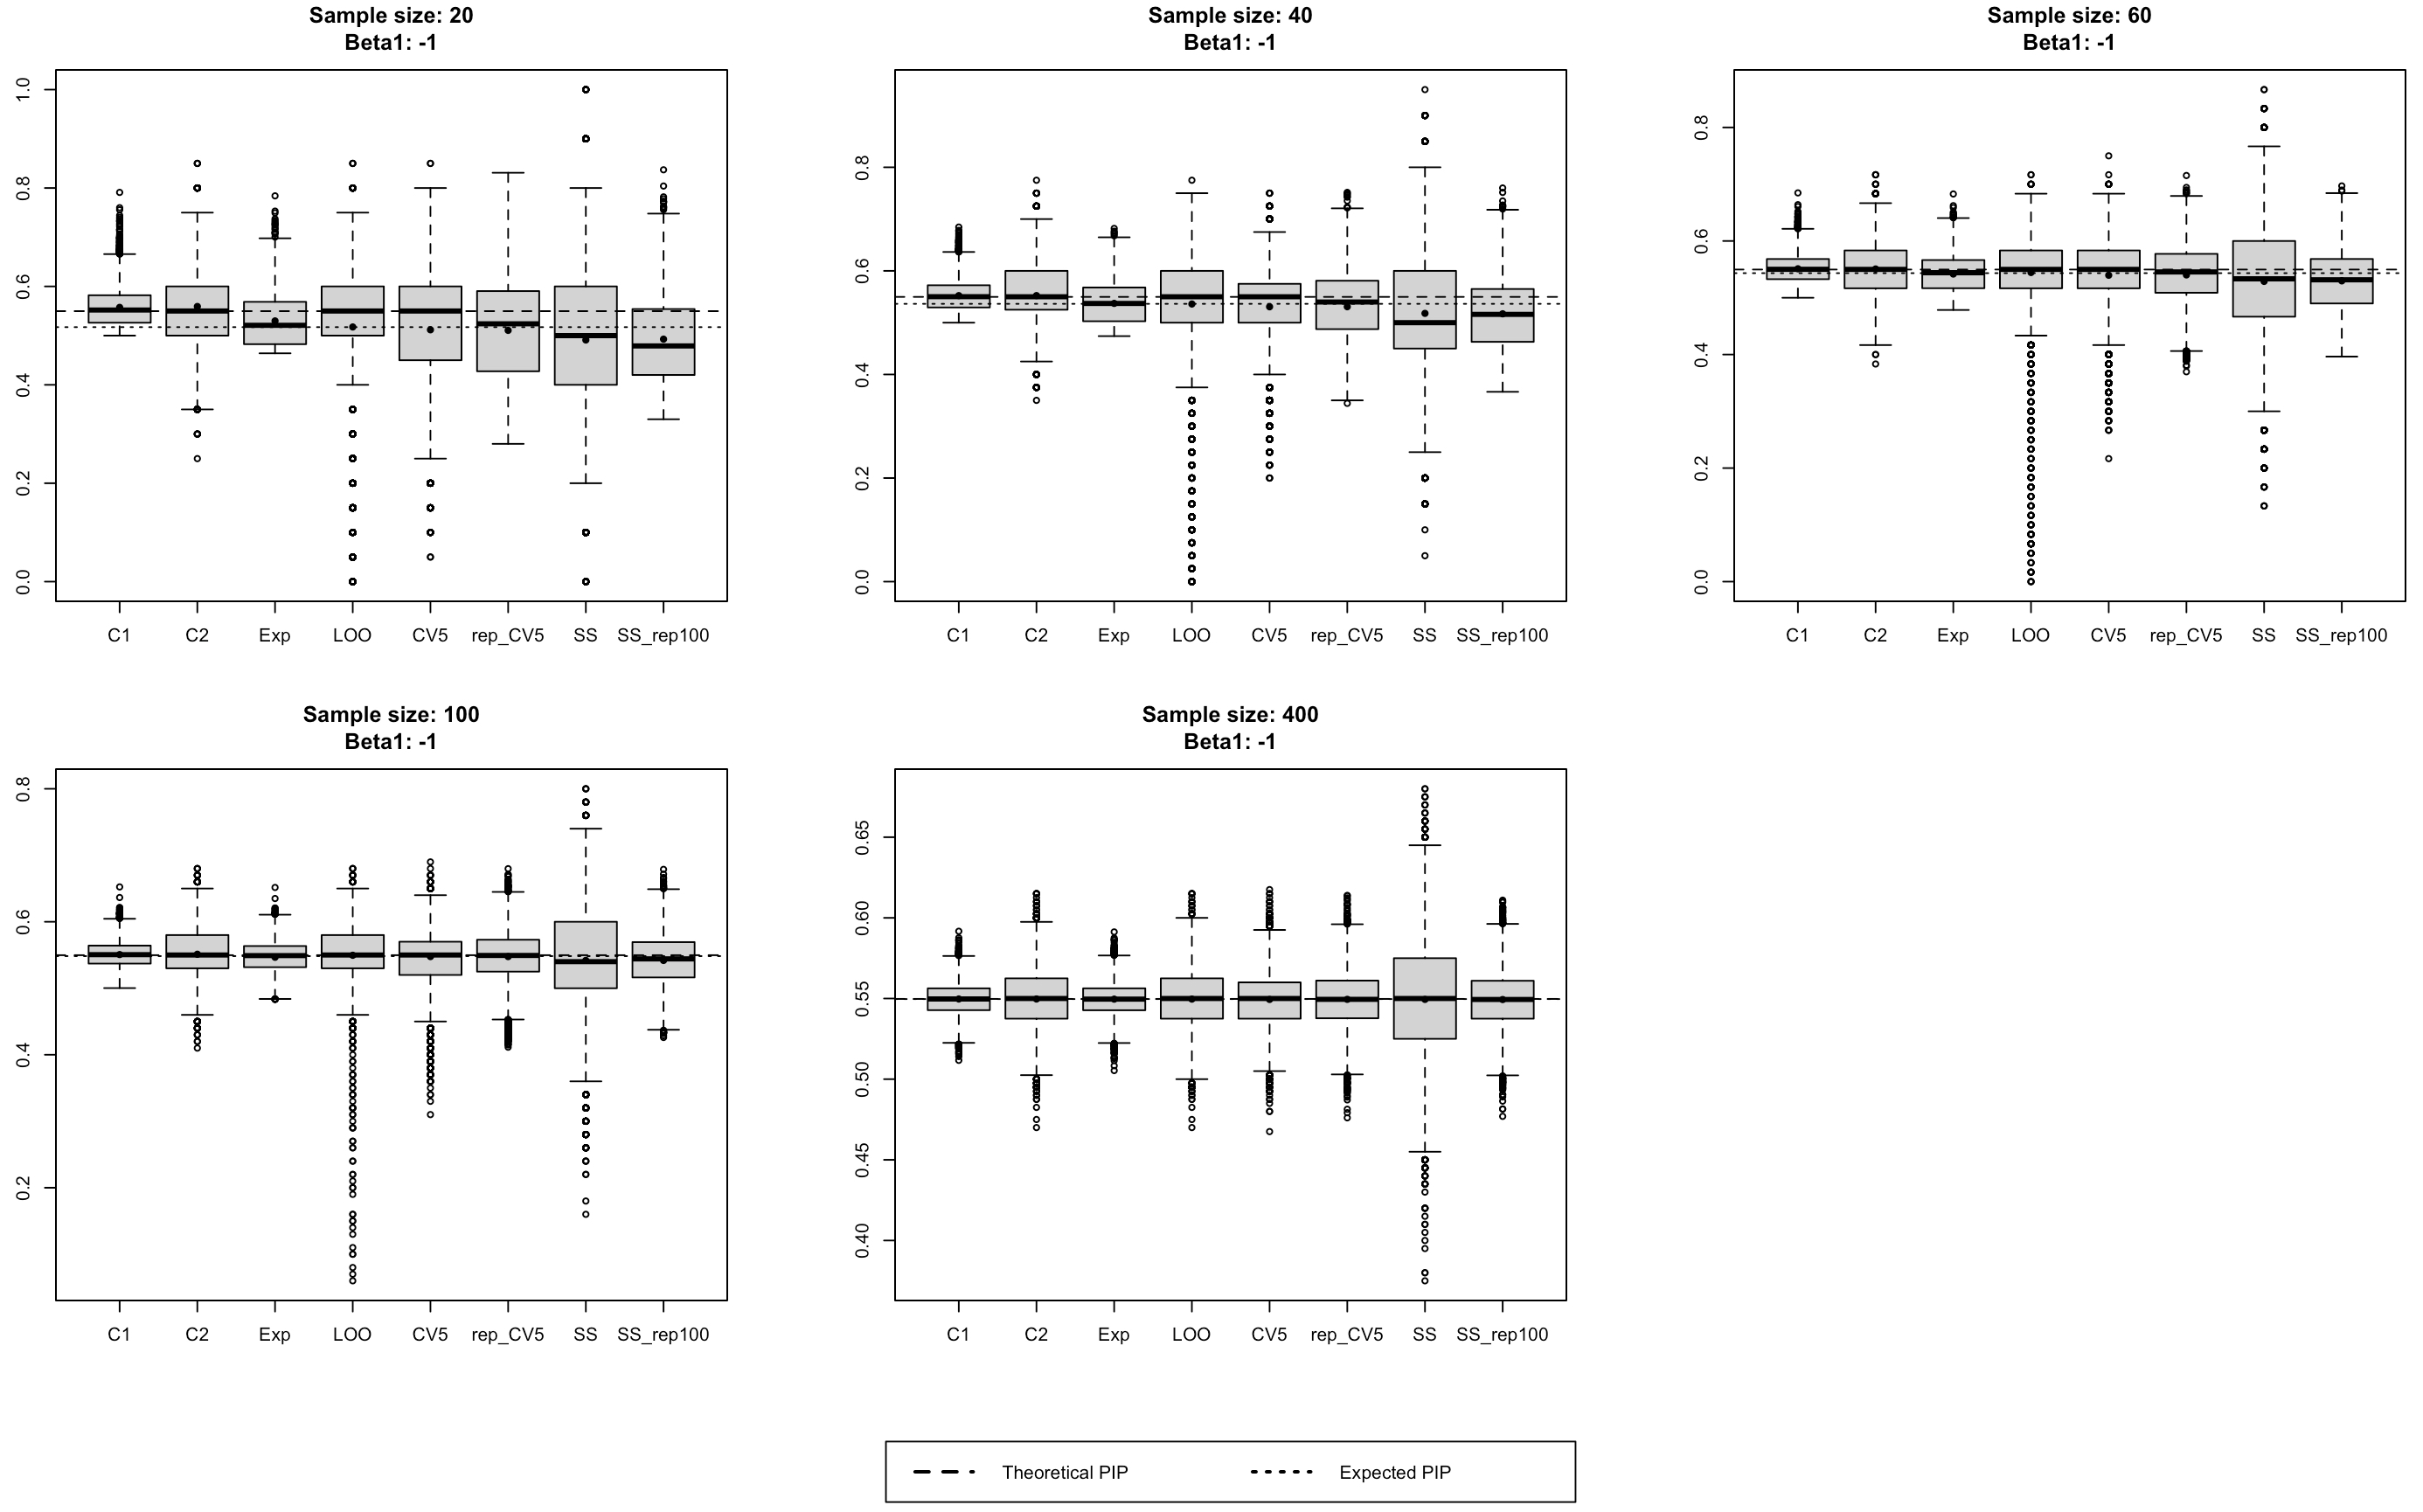 Sample size: 20
Beta1: -1
1.0
0.8
0.6
0.4
0.2
0.0
C1 C2 Exp LOO CV5 rep_CV5 SS SS_rep100
Sample size: 40
Beta1: -1
0.8
0.6
0.4
0.2
0.0
C1 C2 Exp LOO CV5 rep_CV5 SS SS_rep100
Sample size: 60
Beta1: -1
0.8
0.6
0.4
0.2
0.0
C1 C2 Exp LOO CV5 rep_CV5 SS SS_rep100
Sample size: 100
Beta1: -1
0.8
0.6
0.4
0.2
C1 C2 Exp LOO CV5 rep_CV5 SS SS_rep100
Sample size: 400
Beta1: -1
0.65
0.60
0.55
0.50
0.45
0.40
C1 C2 Exp LOO CV5 rep_CV5 SS SS_rep100
Theoretical PIP Expected PIP